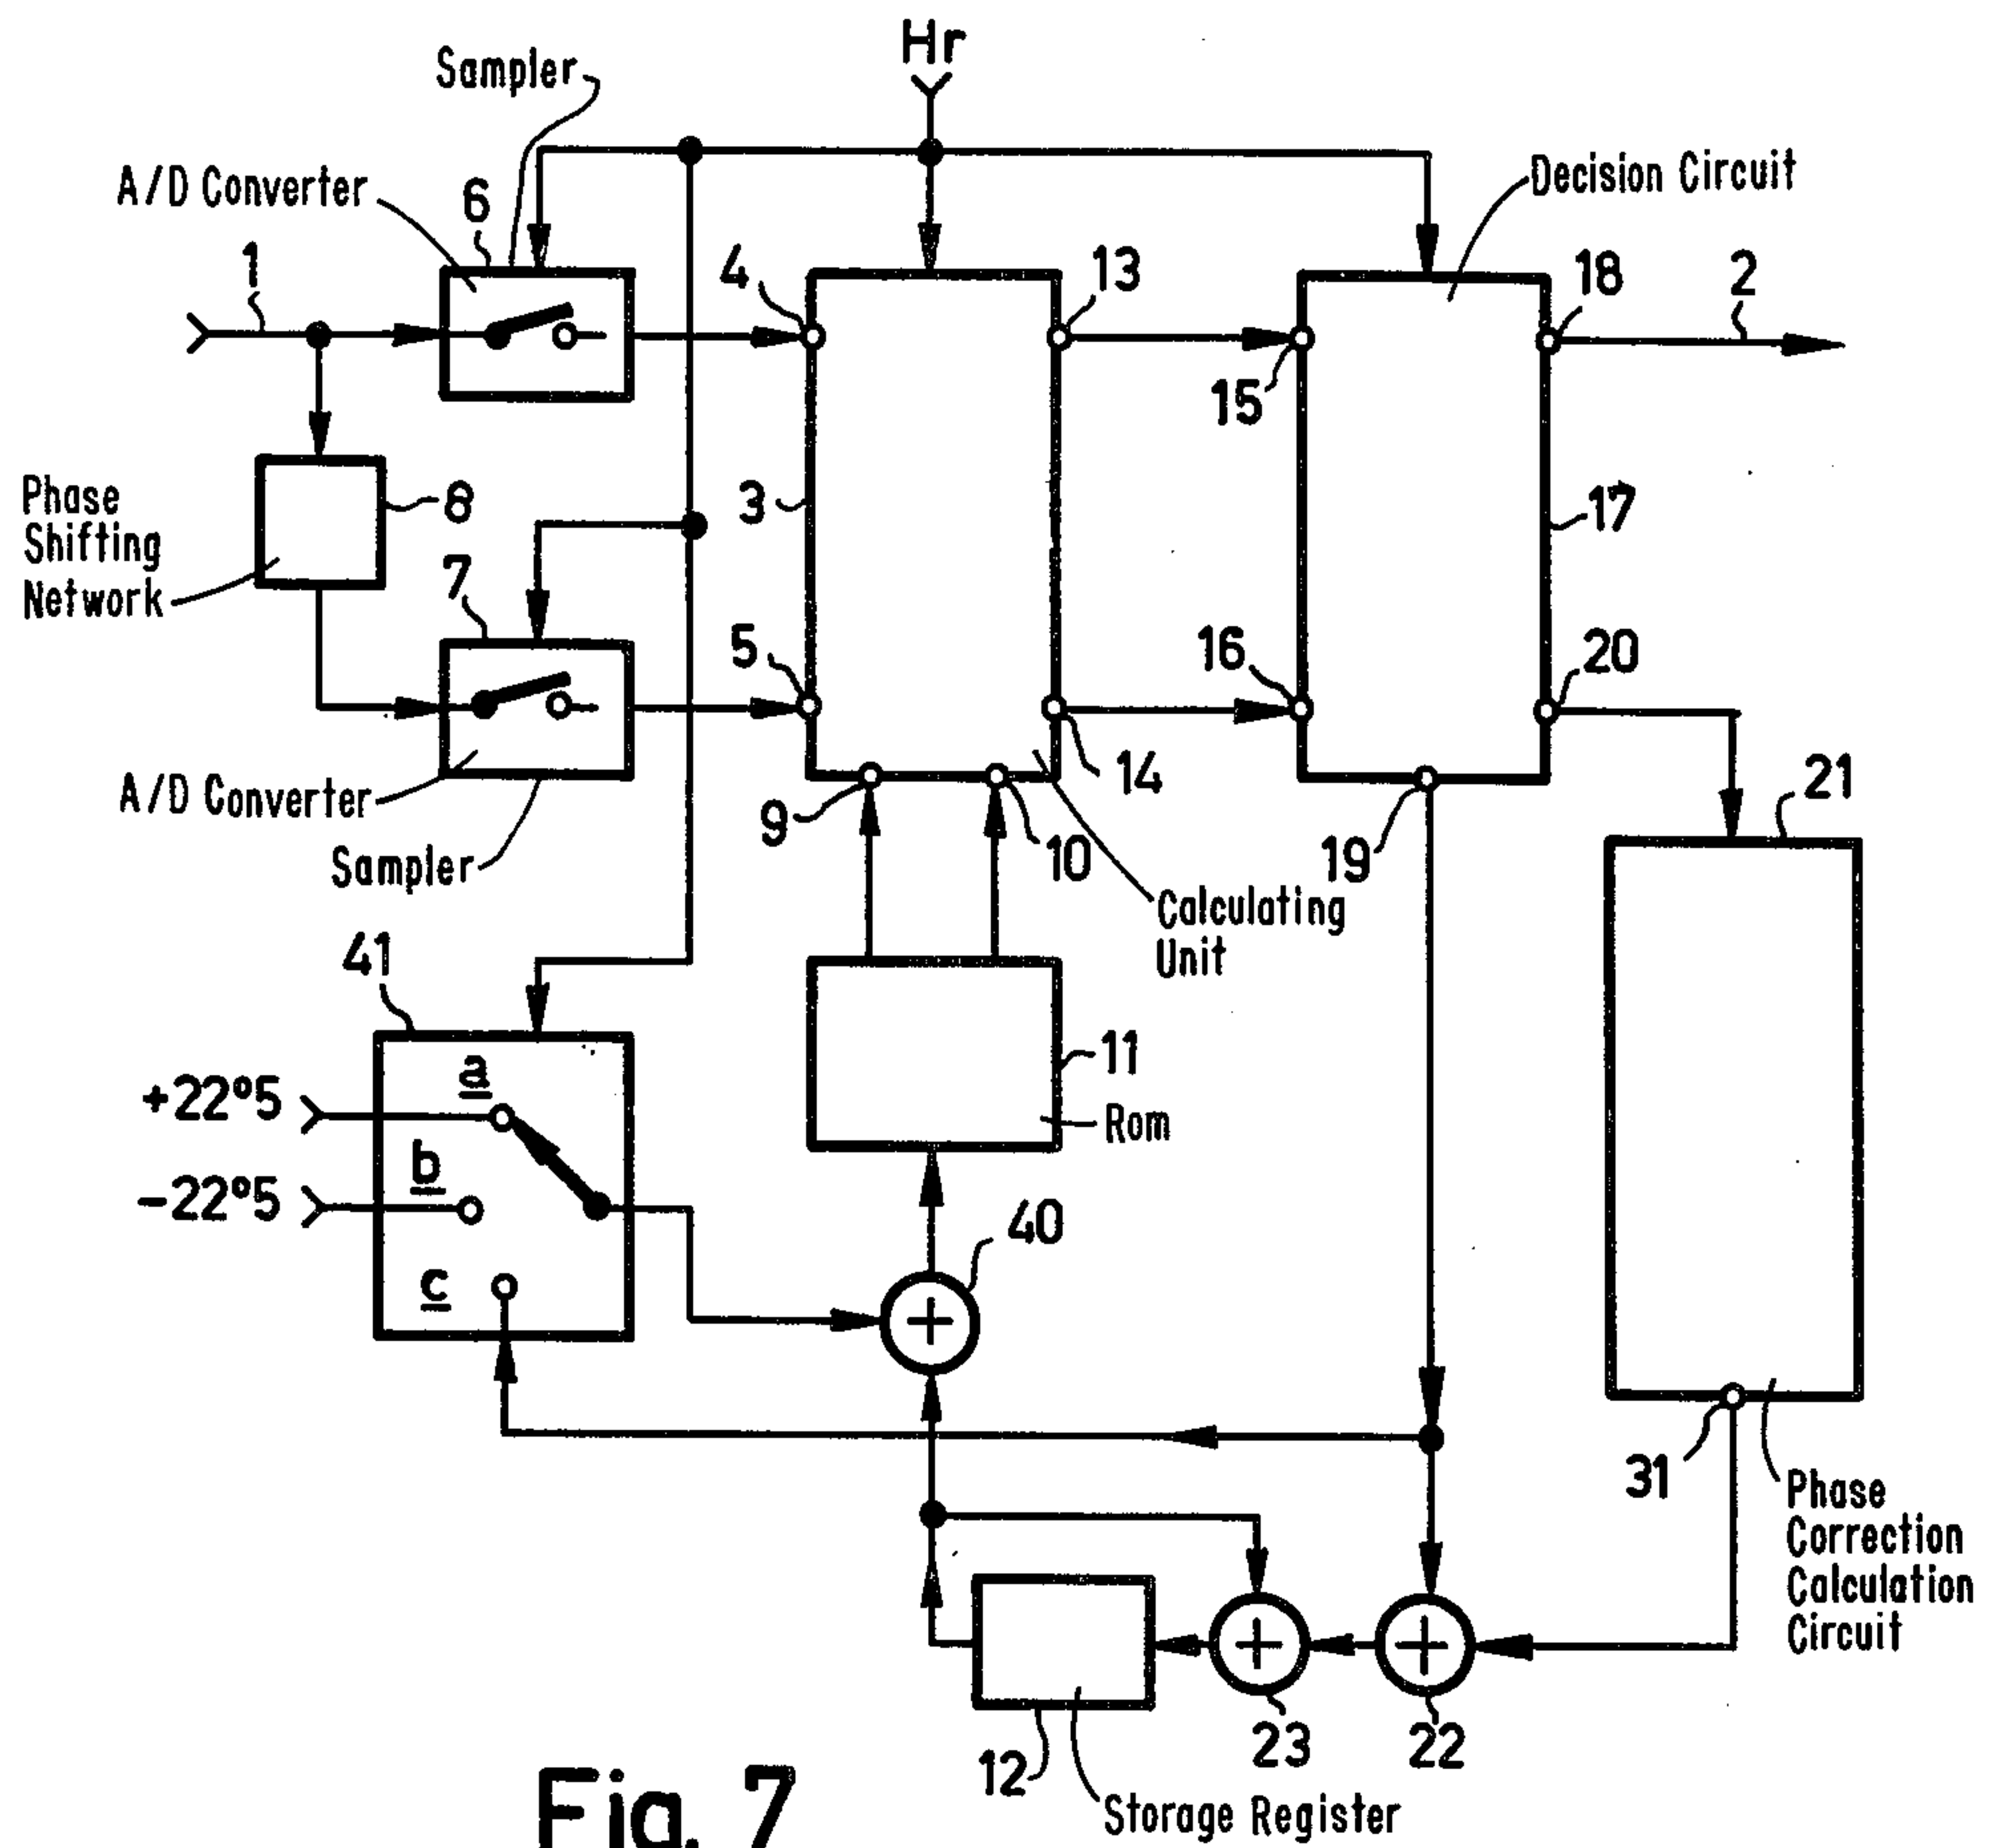 Hr
Sampler
A/D Converter
6
Decision Circuit
1
4
13
18
2
15
Phase
Shifting
Network
8
3
17
7
5
16
20
A/D Converter
14
21
9
10
19
Sampler
Calculating
Unit
41
a
+22°5
11
b
Rom
-22°5
40
c
31
Phase
Correction
Calculation
Circuit
12
23
22
Storage Register
Fig. 7